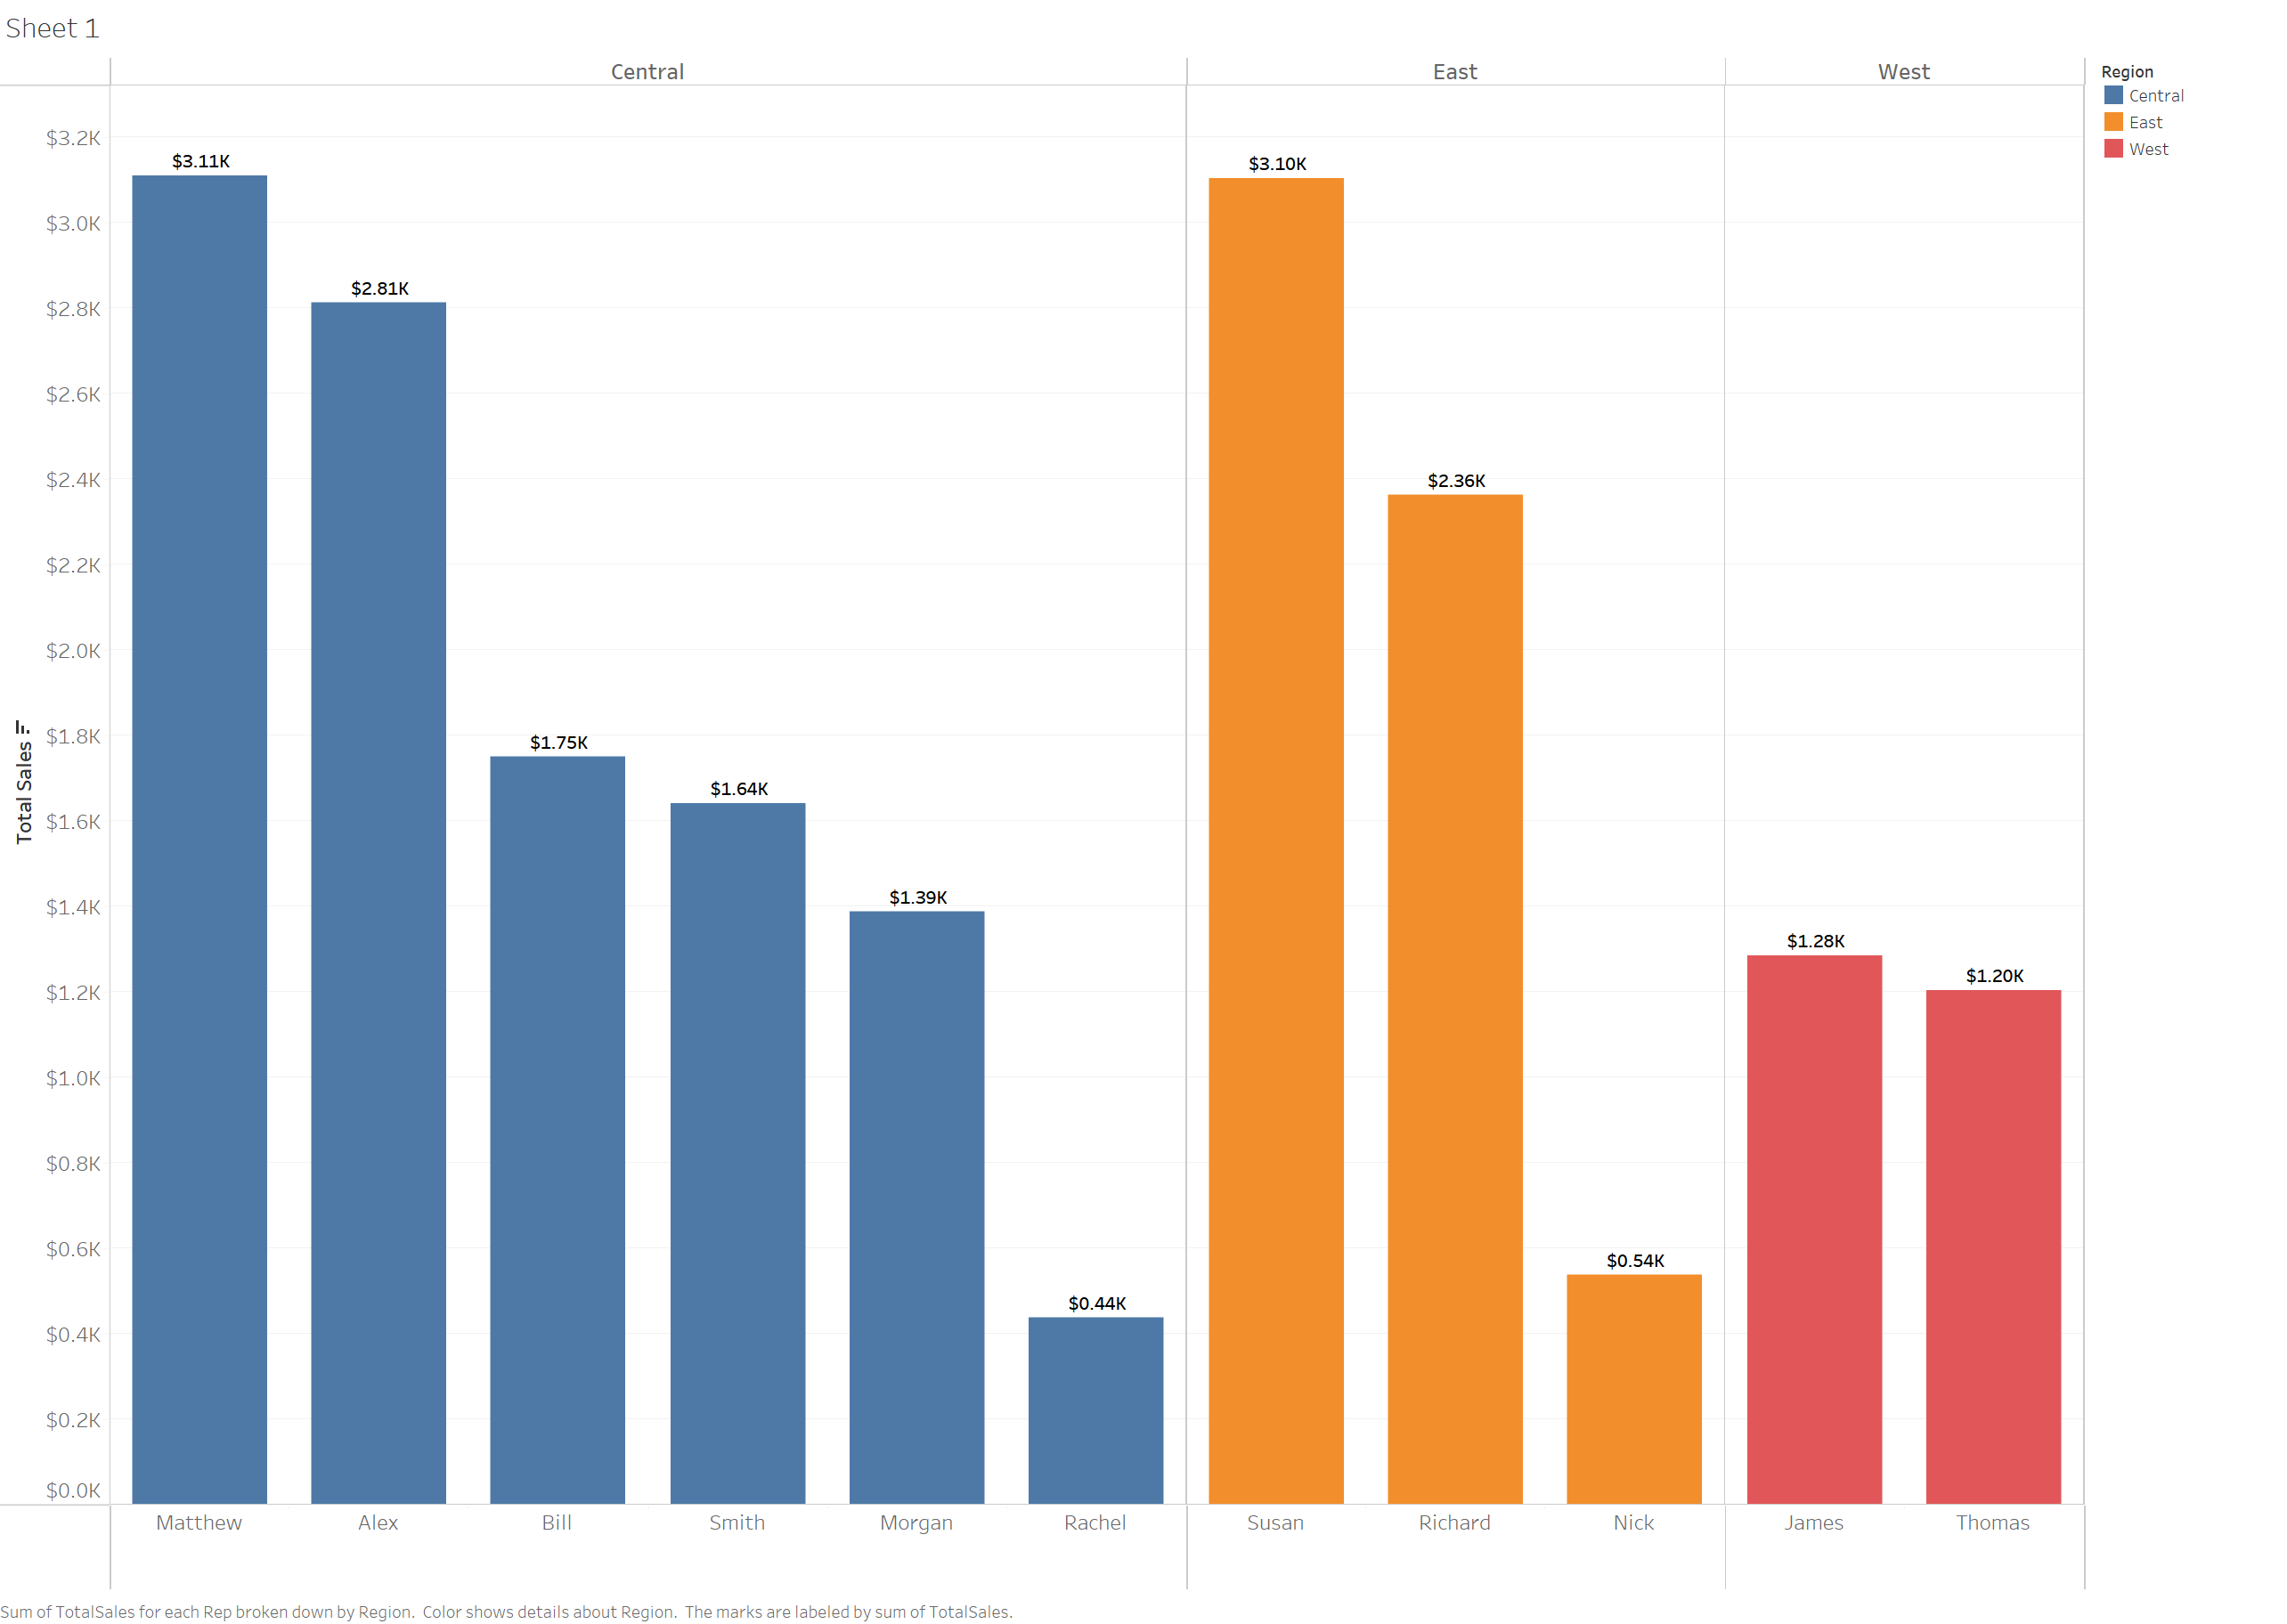 Sheet 1
Central East West
Region
Central
East
West
$3.2K
$3.0K
$2.8K
$2.6K
$2.4K
$2.2K
$2.0K
$1.8K
$1.6K
$1.4K
$1.2K
$1.0K
$0.8K
$0.6K
$0.4K
$0.2K
$0.0K
Total Sales
$3.11K
$2.81K
$1.75K
$1.64K
$1.39K
$0.44K
$3.10K
$2.36K
$0.54K
$1.28K
$1.20K
Matthew Alex Bill Smith Morgan Rachel Susan Richard Nick James Thomas
Sum of TotalSales for each Rep broken down by Region. Color shows details about Region. The marks are labeled by sum of TotalSales.